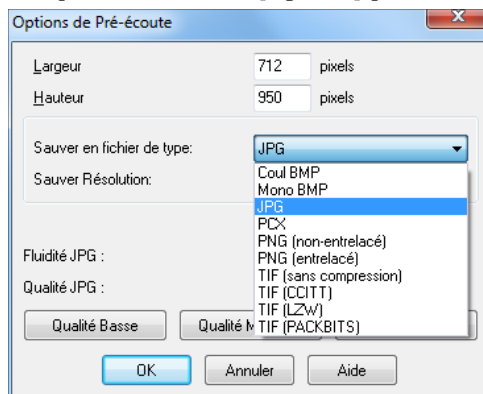 Options de Pré-écoute
Largeur 712 pixels
Hauteur 950 pixels
Sauver en fichier de type: JPG
Sauver Résolution:
Coul BMP
Mono BMP
JPG
PCX
PNG (non-entrelacé)
PNG (entrelacé)
TIF (sans compression)
TIF (CCITT)
TIF (LZW)
TIF (PACKBITS)
Fluidité JPG :
Qualité JPG :
Qualité Basse Qualité M
OK Annuler Aide